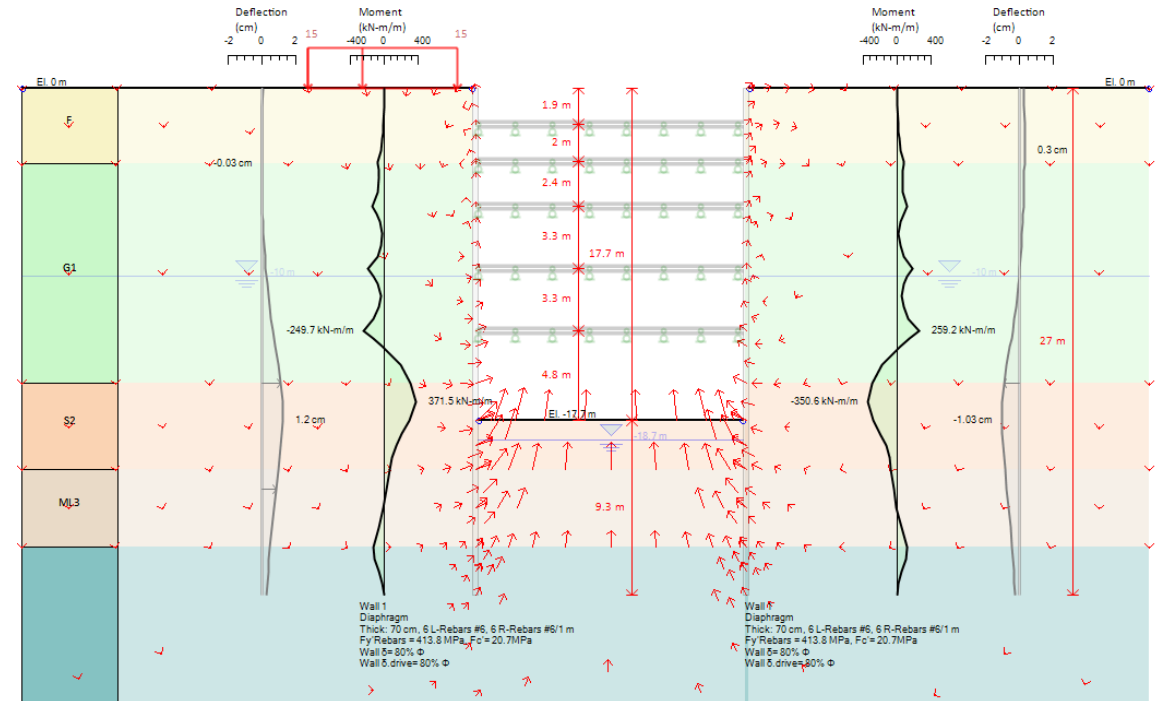 Deflection
(cm)
-2 0 2
Moment
(kN-m/m)
-400 0 400
15
15
Moment
(kN-m/m)
-400 0 400
Deflection
(cm)
-2 0 2
El. 0 m
El. 0 m
F
1.9 m
2 m
-0.03 cm
0.3 cm
2.4 m
3.3 m
17.7 m
G1
-10 m
-10 m
3.3 m
-249.7 kN-m/m
259.2 kN-m/m
27 m
4.8 m
371.5 kN-m/m
-350.6 kN-m/m
S2
1.2 cm
El. -17.7 m
-1.03 cm
-18.7 m
ML3
9.3 m
Wall 1
Diaphragm
Thick: 70 cm, 6 L-Rebars #6, 6 R-Rebars #6/1 m
Fy'Rebars = 413.8 MPa, Fc'= 20.7MPa
Wall δ= 80% Φ
Wall δ.drive= 80% Φ
Wall 1
Diaphragm
Thick: 70 cm, 6 L-Rebars #6, 6 R-Rebars #6/1 m
Fy'Rebars = 413.8 MPa, Fc'= 20.7MPa
Wall δ= 80% Φ
Wall δ.drive= 80% Φ